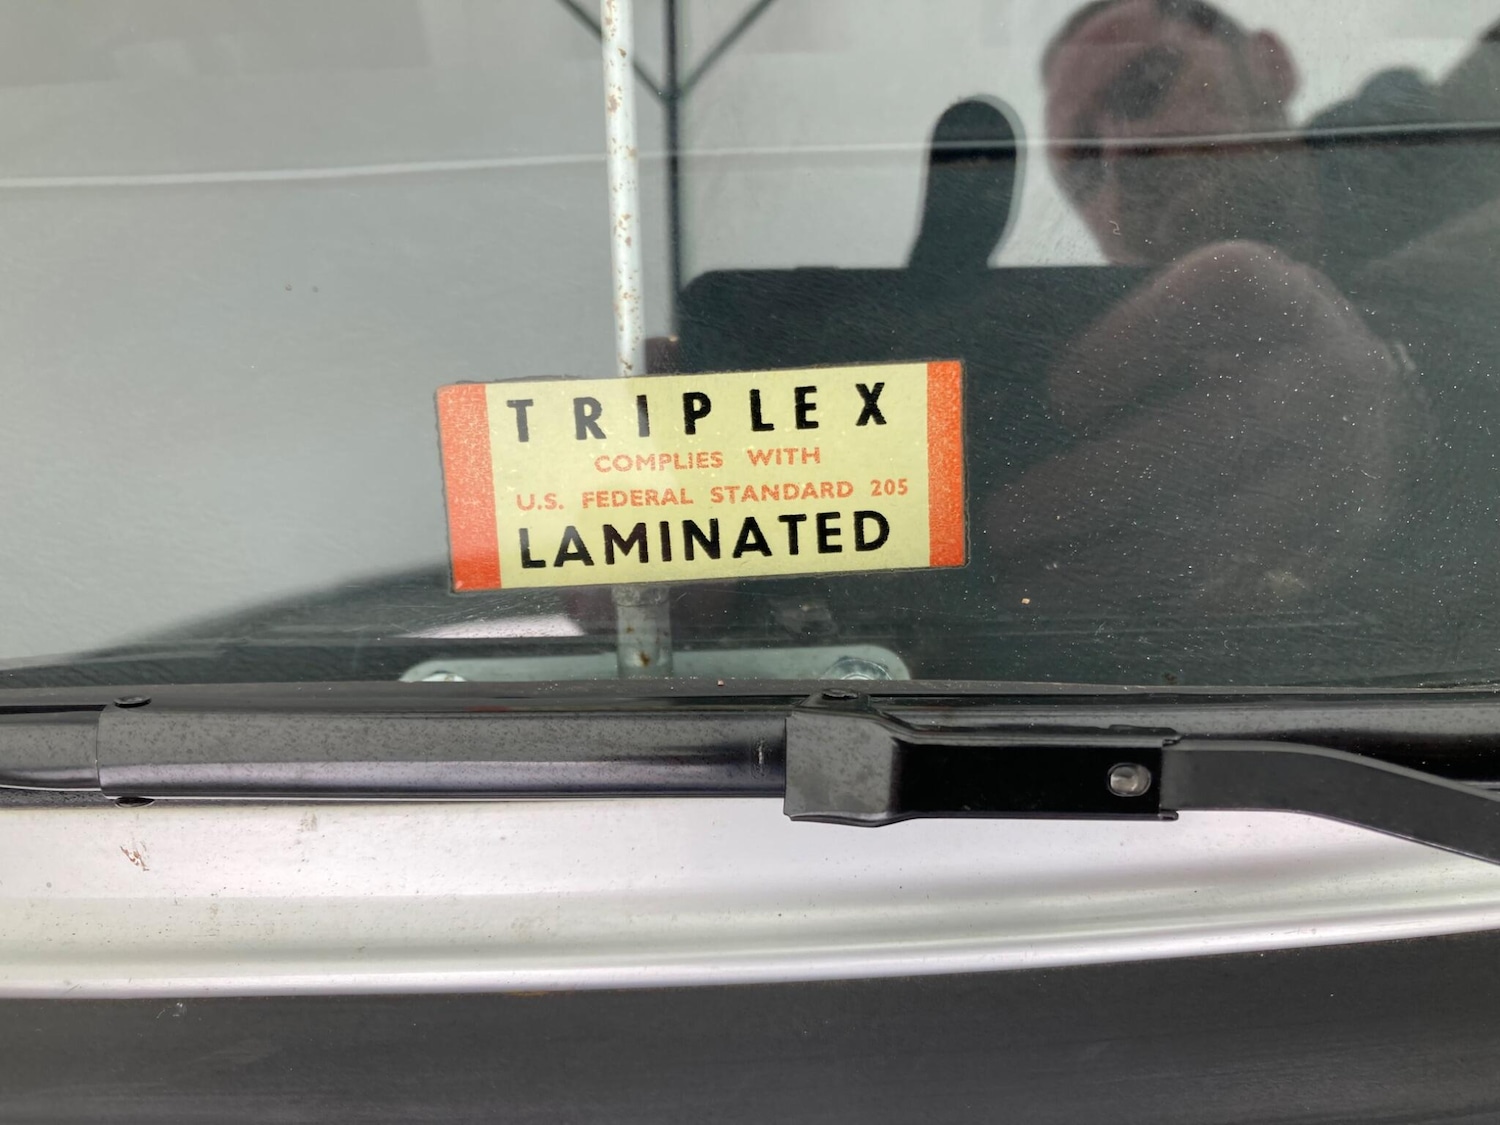 TRIPLEX
COMPLIES WITH
U.S. FEDERAL STANDARD 205
LAMINATED